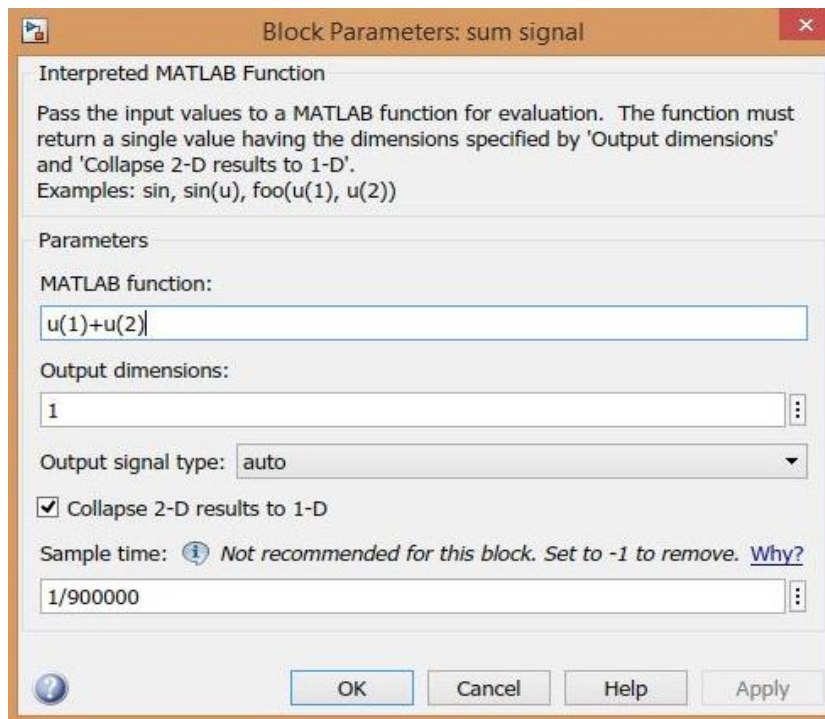 Block Parameters: sum signal
Interpreted MATLAB Function
Pass the input values to a MATLAB function for evaluation. The function must
return a single value having the dimensions specified by 'Output dimensions'
and 'Collapse 2-D results to 1-D'.
Examples: sin, sin(u), foo(u(1), u(2))
Parameters
MATLAB function:
u(1)+u(2)
Output dimensions:
1
Output signal type: auto
Collapse 2-D results to 1-D
Sample time: Not recommended for this block. Set to -1 to remove. Why?
1/900000
OK Cancel Help Apply